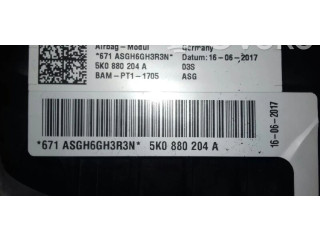 Airbag-Modul Germany
*671 ASGH6GH3R3N* Datum: 16-06-2017
5K0 880 204 A 03S
BAM-PT1-1705 ASG
*671 ASGH6GH3R3N* 5K0 880 204 A
16-06-2017